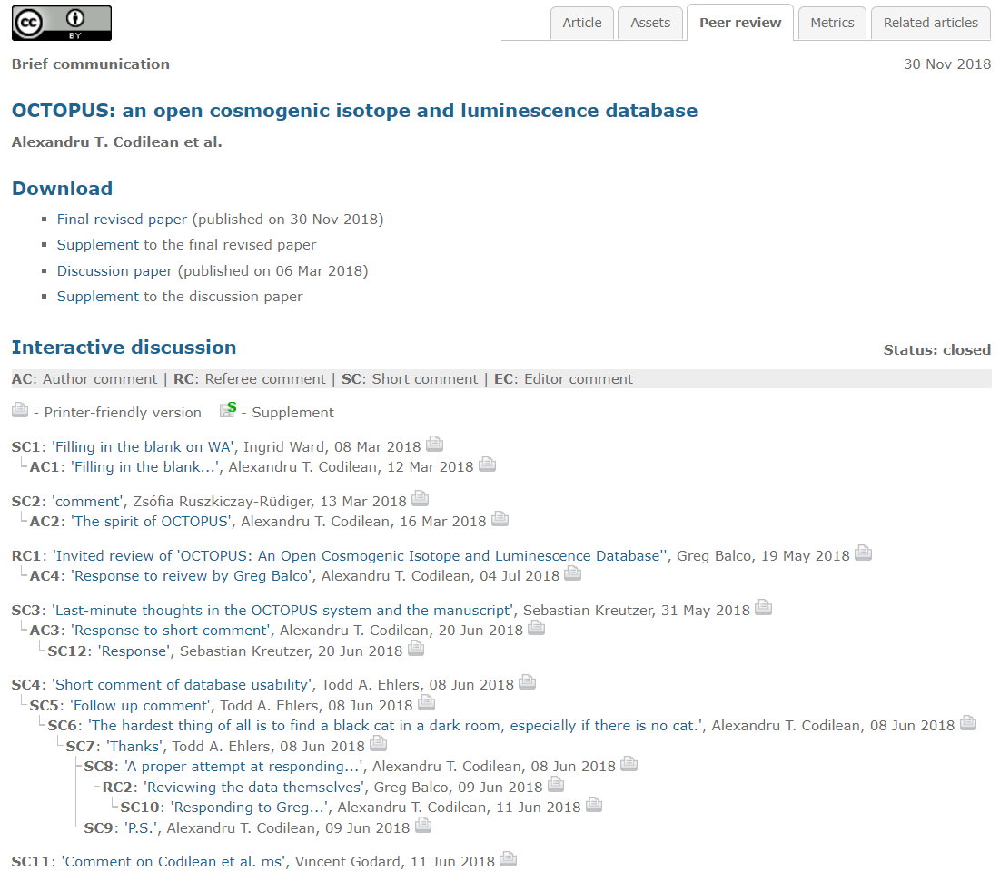 cc BY
Article Assets Peer review Metrics Related articles
Brief communication 30 Nov 2018
OCTOPUS: an open cosmogenic isotope and luminescence database
Alexandru T. Codilean et al.
Download
Final revised paper (published on 30 Nov 2018)
Supplement to the final revised paper
Discussion paper (published on 06 Mar 2018)
Supplement to the discussion paper
Interactive discussion Status: closed
AC: Author comment | RC: Referee comment | SC: Short comment | EC: Editor comment
- Printer-friendly version S - Supplement
SC1: 'Filling in the blank on WA', Ingrid Ward, 08 Mar 2018
AC1: 'Filling in the blank...', Alexandru T. Codilean, 12 Mar 2018
SC2: 'comment', Zsófia Ruszkiczay-Rüdiger, 13 Mar 2018
AC2: 'The spirit of OCTOPUS', Alexandru T. Codilean, 16 Mar 2018
RC1: 'Invited review of 'OCTOPUS: An Open Cosmogenic Isotope and Luminescence Database'', Greg Balco, 19 May 2018
AC4: 'Response to reivew by Greg Balco', Alexandru T. Codilean, 04 Jul 2018
SC3: 'Last-minute thoughts in the OCTOPUS system and the manuscript', Sebastian Kreutzer, 31 May 2018
AC3: 'Response to short comment', Alexandru T. Codilean, 20 Jun 2018
SC12: 'Response', Sebastian Kreutzer, 20 Jun 2018
SC4: 'Short comment of database usability', Todd A. Ehlers, 08 Jun 2018
SC5: 'Follow up comment', Todd A. Ehlers, 08 Jun 2018
SC6: 'The hardest thing of all is to find a black cat in a dark room, especially if there is no cat.', Alexandru T. Codilean, 08 Jun 2018
SC7: 'Thanks', Todd A. Ehlers, 08 Jun 2018
SC8: 'A proper attempt at responding...', Alexandru T. Codilean, 08 Jun 2018
RC2: 'Reviewing the data themselves', Greg Balco, 09 Jun 2018
SC10: 'Responding to Greg...', Alexandru T. Codilean, 11 Jun 2018
SC9: 'P.S.', Alexandru T. Codilean, 09 Jun 2018
SC11: 'Comment on Codilean et al. ms', Vincent Godard, 11 Jun 2018